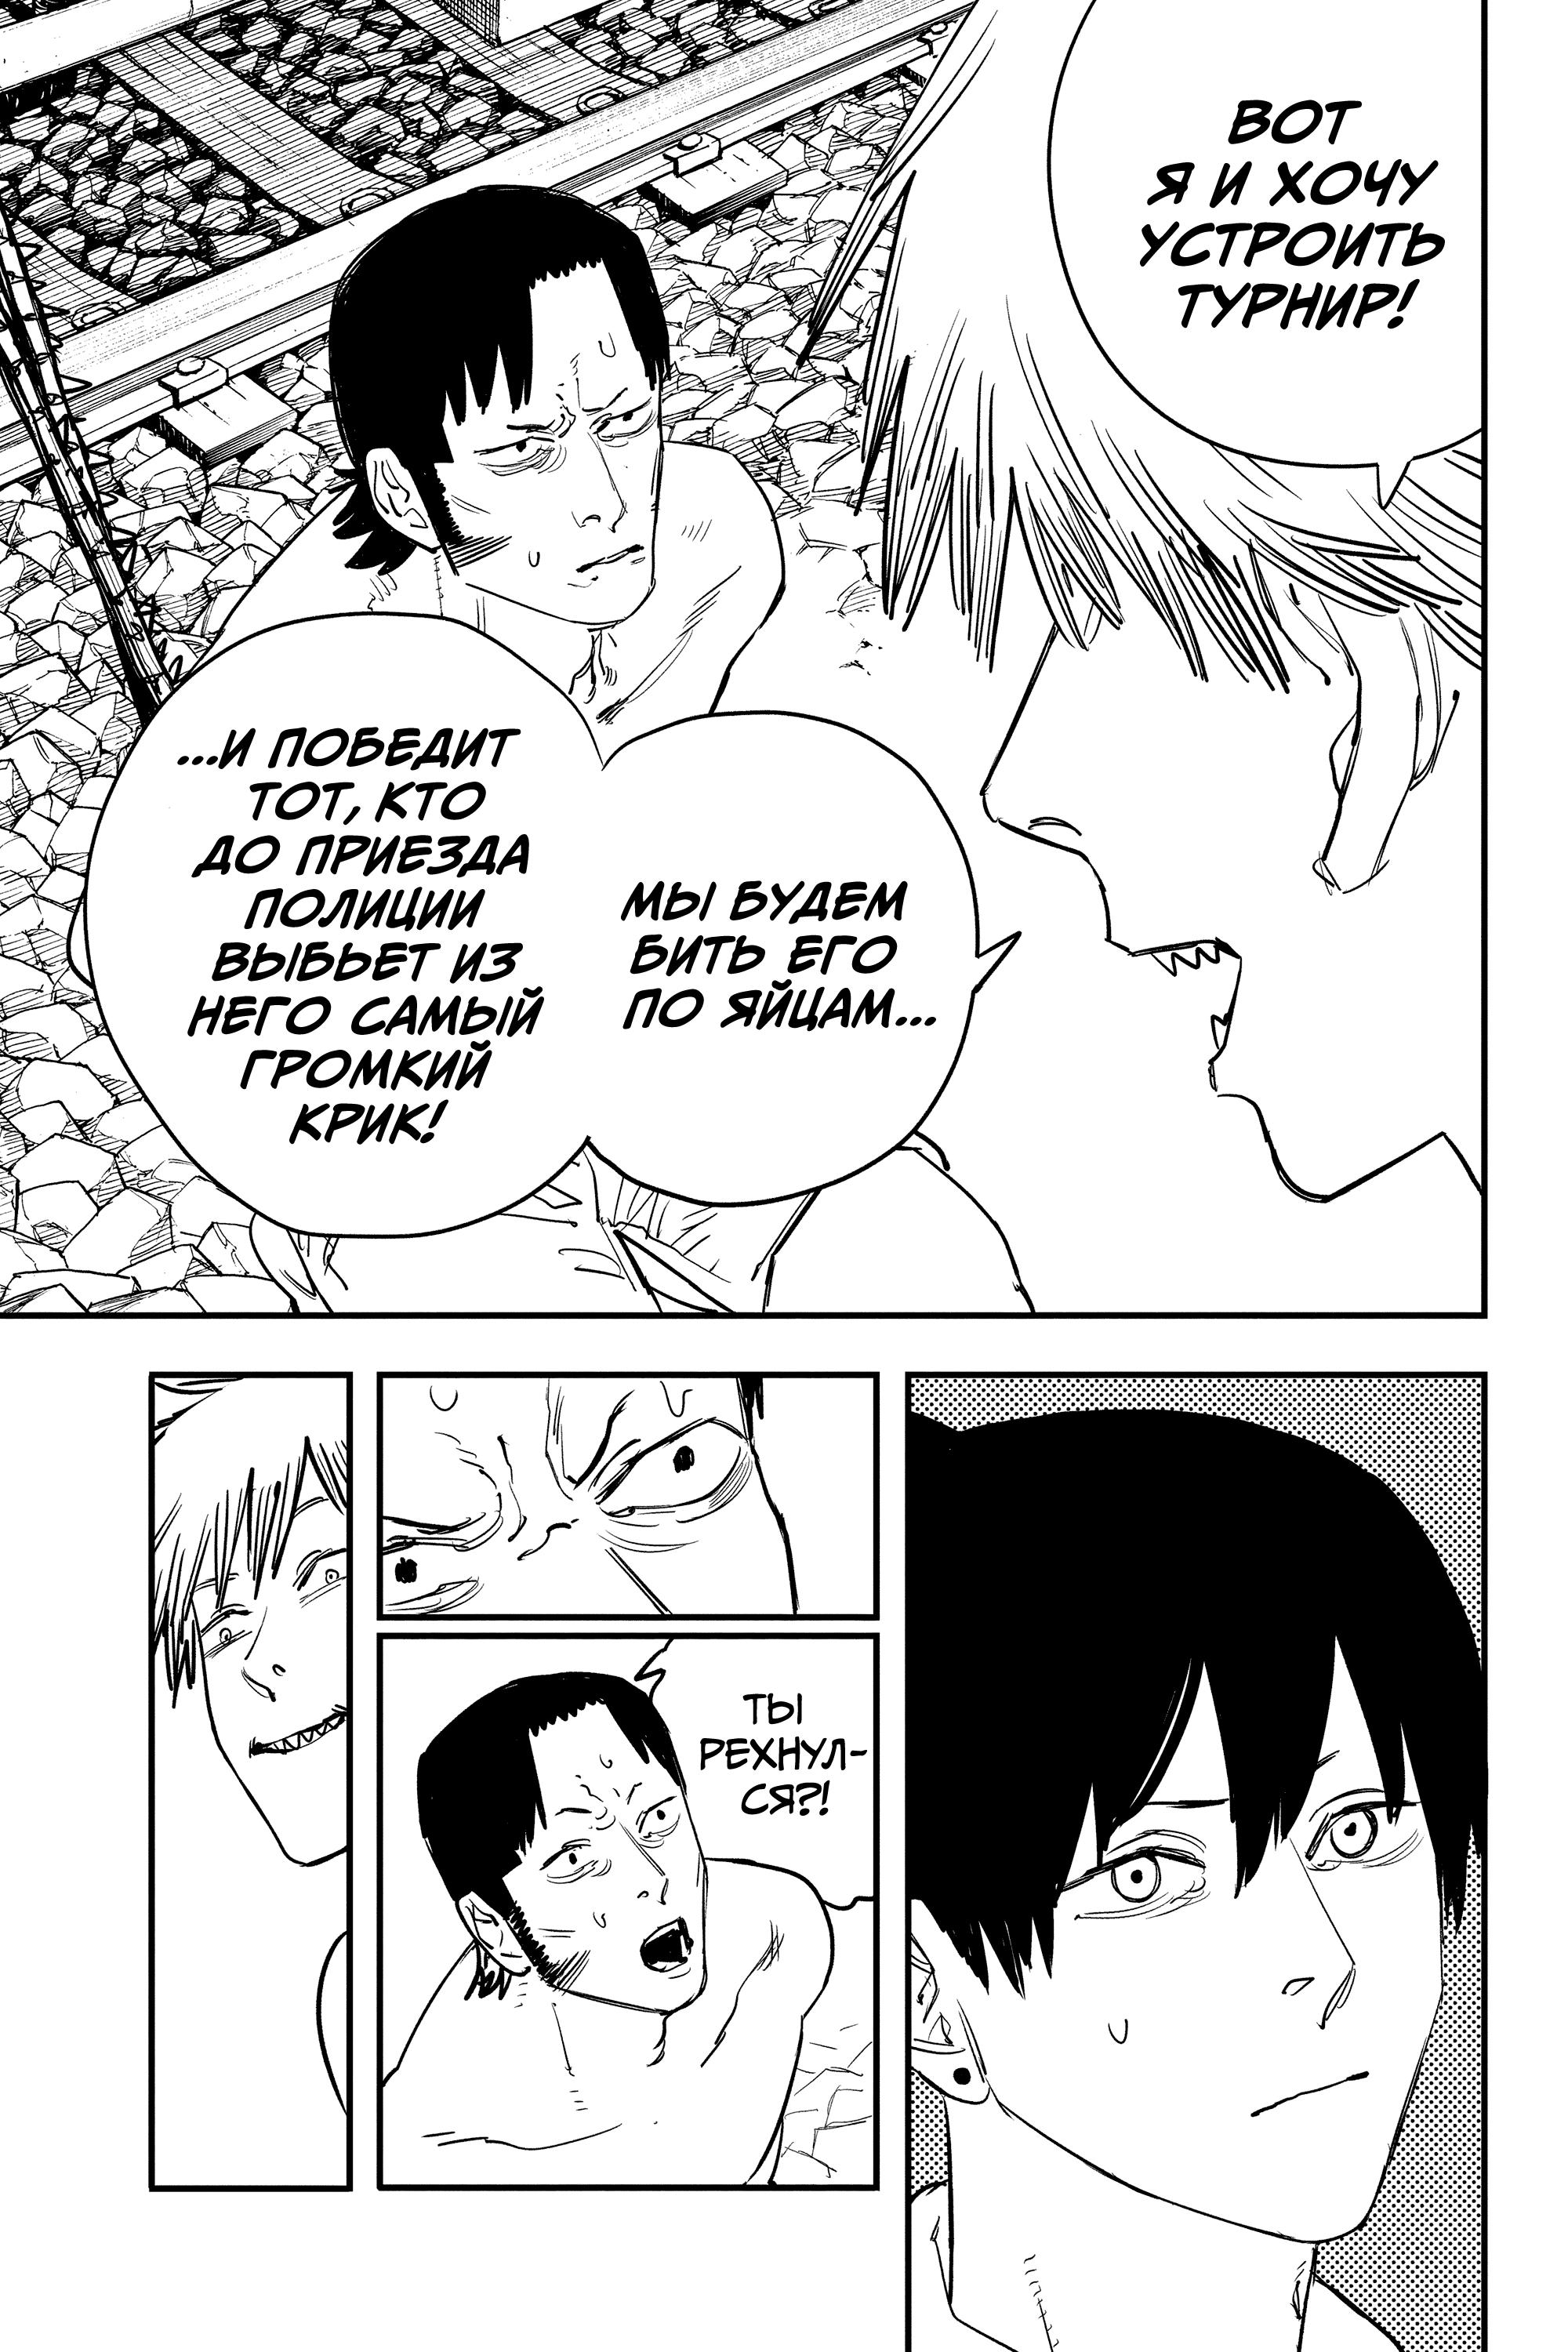 ВОТ
Я И ХОЧУ
УСТРОИТЬ
ТУРНИР!
МЫ БУДЕМ
БИТЬ ЕГО
ПО ЯЙЦАМ...
...И ПОБЕДИТ
ТОТ, КТО
ДО ПРИЕЗДА
ПОЛИЦИИ
ВЫБЬЕТ ИЗ
НЕГО САМЫЙ
ГРОМКИЙ
КРИК!
ТЫ
РЕХНУЛ-
СЯ?!